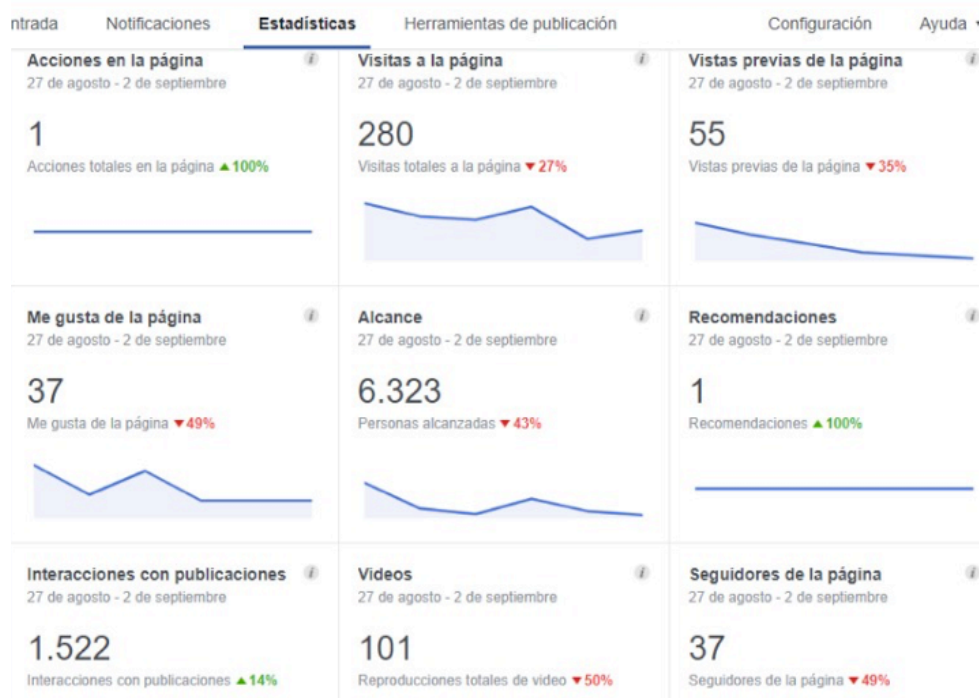 ntrada Notificaciones Estadísticas Herramientas de publicación Configuración Ayuda
Acciones en la página
27 de agosto - 2 de septiembre
1
Acciones totales en la página ▲100%
Visitas a la página
27 de agosto - 2 de septiembre
280
Visitas totales a la página ▼27%
Vistas previas de la página
27 de agosto - 2 de septiembre
55
Vistas previas de la página ▼35%
Me gusta de la página
27 de agosto - 2 de septiembre
37
Me gusta de la página ▼49%
Alcance
27 de agosto - 2 de septiembre
6.323
Personas alcanzadas ▼43%
Recomendaciones
27 de agosto - 2 de septiembre
1
Recomendaciones ▲100%
Interacciones con publicaciones
27 de agosto - 2 de septiembre
1.522
Interacciones con publicaciones ▲14%
Videos
27 de agosto - 2 de septiembre
101
Reproducciones totales de video ▼50%
Seguidores de la página
27 de agosto - 2 de septiembre
37
Seguidores de la página ▼49%